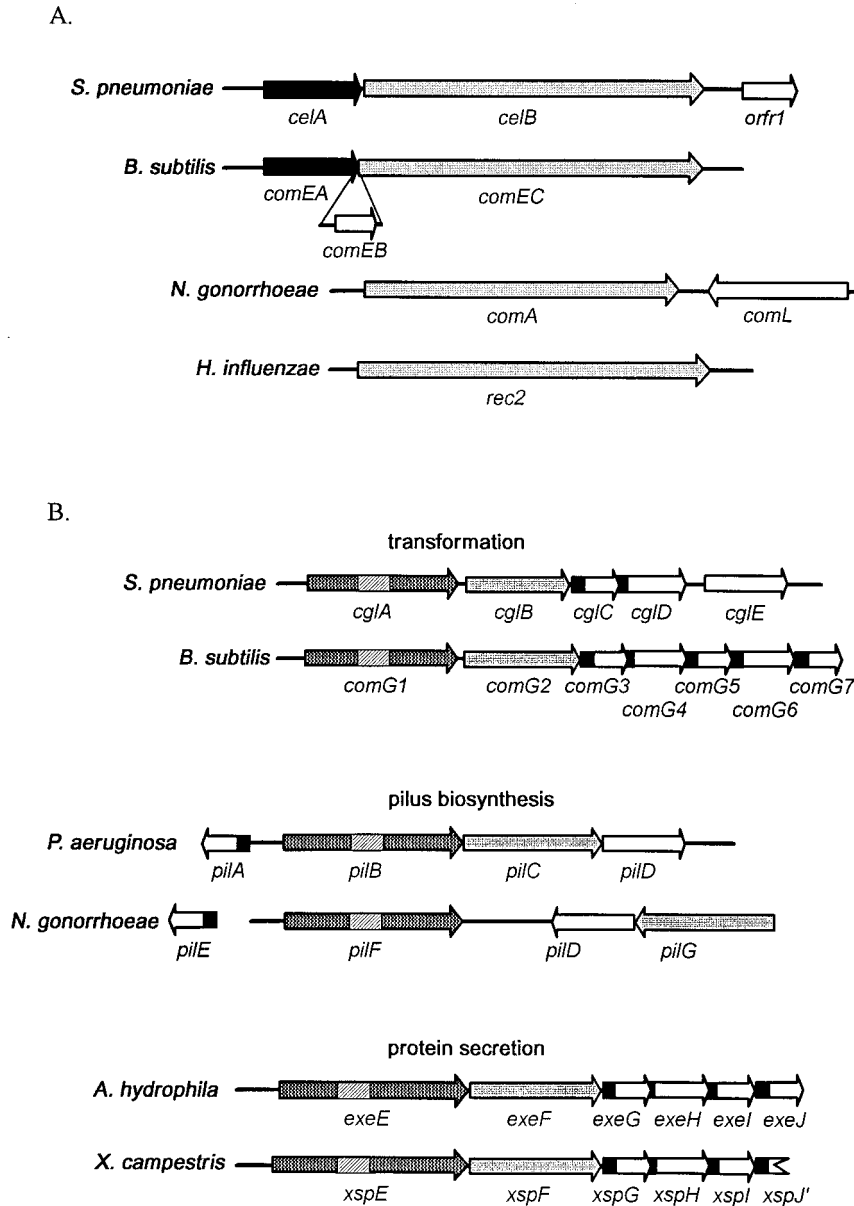 A.
S. pneumoniae
celA celB orfr1
B. subtilis
comEA comEC
comEB
N. gonorrhoeae
comA comL
H. influenzae
rec2
B.
transformation
S. pneumoniae
cglA cglB cglC cglD cglE
B. subtilis
comG1 comG2 comG3 comG5 comG7
comG4 comG6
pilus biosynthesis
P. aeruginosa
pilA pilB pilC pilD
N. gonorrhoeae
pilE pilF pilD pilG
protein secretion
A. hydrophila
exeE exeF exeG exeH exeI exeJ
X. campestris
xspE xspF xspG xspH xspI xspJ'